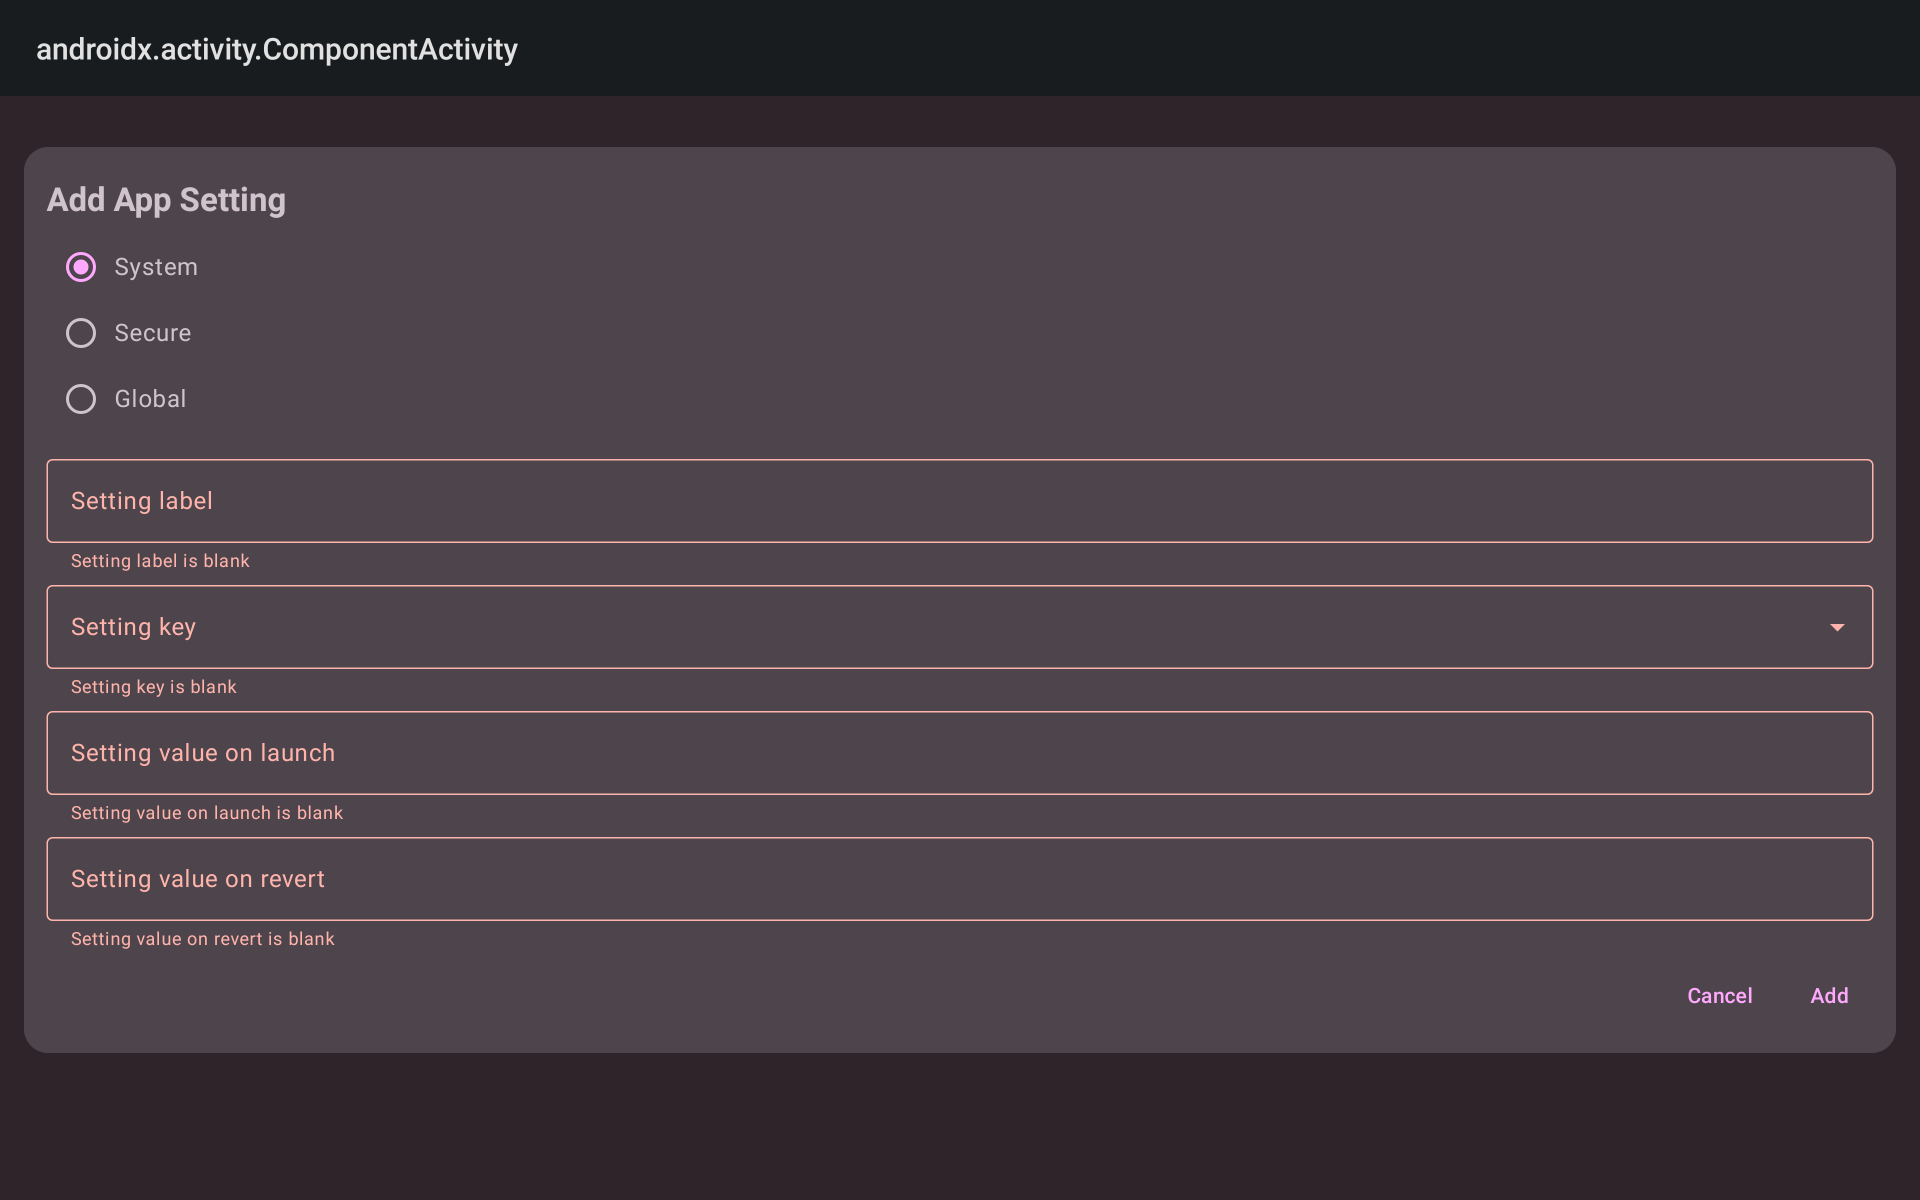 androidx.activity.ComponentActivity
Add App Setting
System
Secure
Global
Setting label
Setting label is blank
Setting key
Setting key is blank
Setting value on launch
Setting value on launch is blank
Setting value on revert
Setting value on revert is blank
Cancel Add